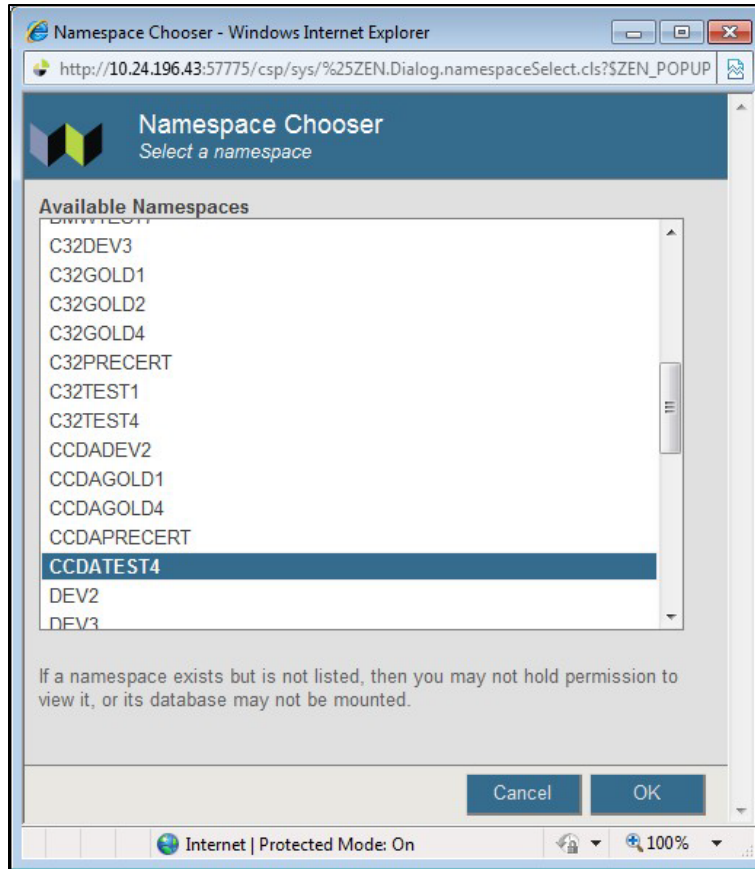 Namespace Chooser - Windows Internet Explorer
http://10.24.196.43:57775/csp/sys/%25ZEN.Dialog.namespaceSelect.cls?$ZEN_POPUP
Namespace Chooser
Select a namespace
Available Namespaces
C32DEV3
C32GOLD1
C32GOLD2
C32GOLD4
C32PRECERT
C32TEST1
C32TEST4
CCDADEV2
CCDAGOLD1
CCDAGOLD4
CCDAPRECERT
CCDATEST4
DEV2
DEV3
If a namespace exists but is not listed, then you may not hold permission to
view it, or its database may not be mounted.
Cancel OK
Internet | Protected Mode: On 100%